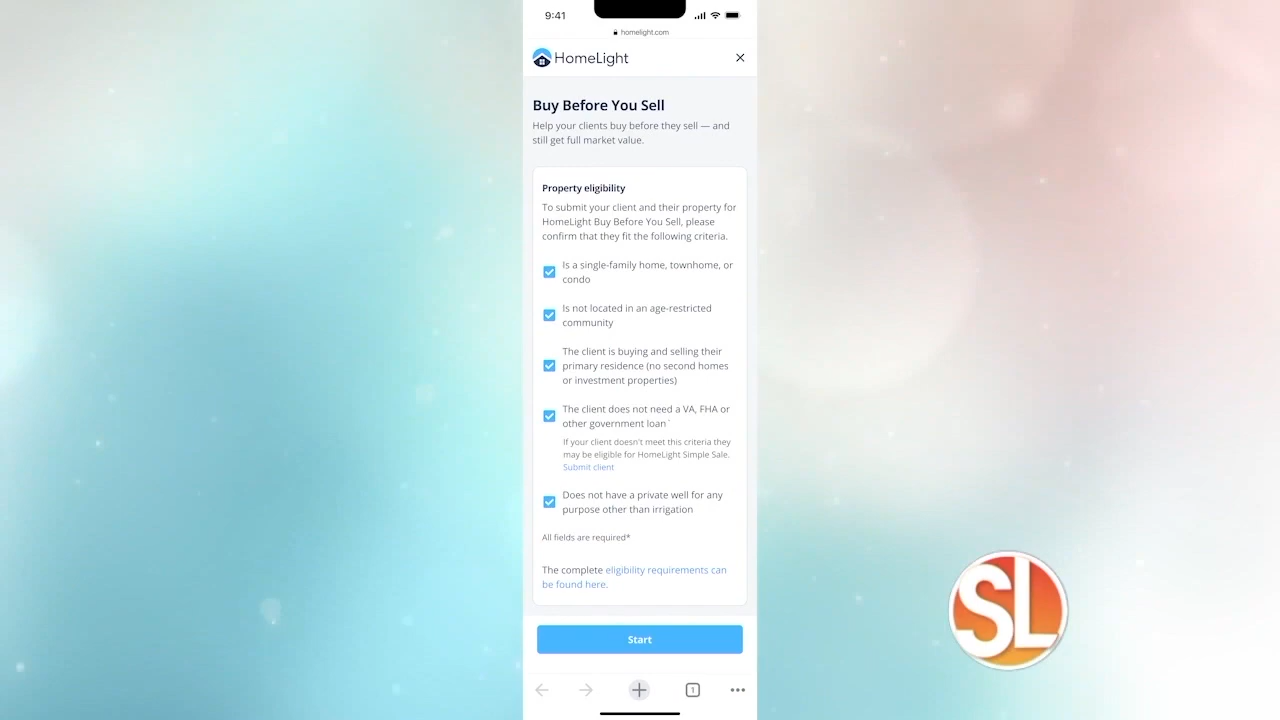 9:41
homelight.com
HomeLight
Buy Before You Sell
Help your clients buy before they sell — and
still get full market value.
Property eligibility
To submit your client and their property for
HomeLight Buy Before You Sell, please
confirm that they fit the following criteria.
Is a single-family home, townhome, or
condo
Is not located in an age-restricted
community
The client is buying and selling their
primary residence (no second homes
or investment properties)
The client does not need a VA, FHA or
other government loan*
If your client doesn't meet this criteria they
may be eligible for HomeLight Simple Sale.
Submit client
Does not have a private well for any
purpose other than irrigation
All fields are required*
The complete eligibility requirements can
be found here.
Start
1
SL